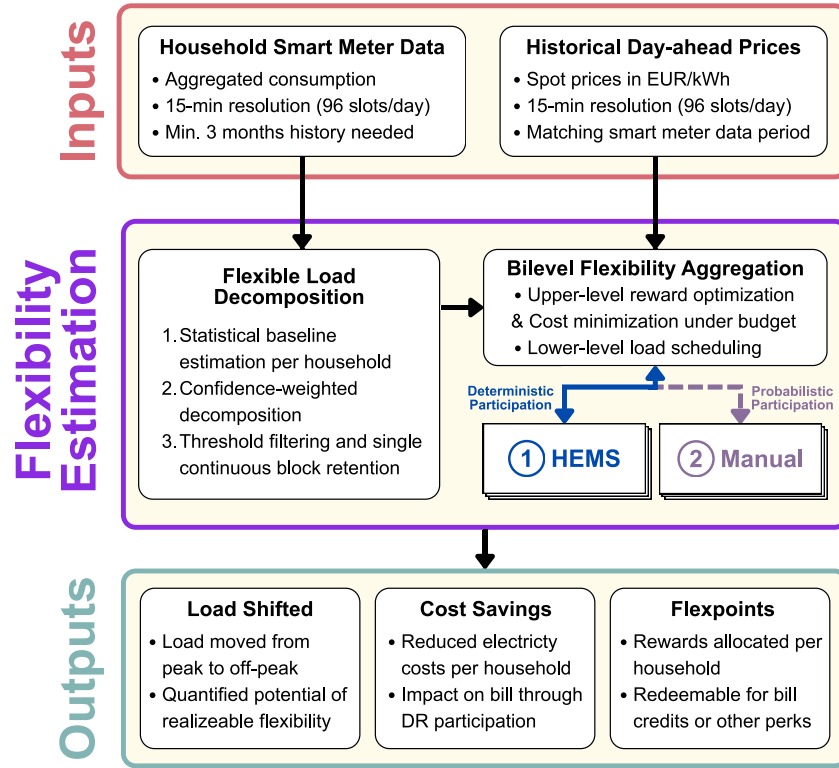 Inputs
Household Smart Meter Data
• Aggregated consumption
• 15-min resolution (96 slots/day)
• Min. 3 months history needed
Historical Day-ahead Prices
• Spot prices in EUR/kWh
• 15-min resolution (96 slots/day)
• Matching smart meter data period
Flexibility
Estimation
Flexible Load
Decomposition
1. Statistical baseline
estimation per household
2. Confidence-weighted
decomposition
3. Threshold filtering and single
continuous block retention
Bilevel Flexibility Aggregation
• Upper-level reward optimization
& Cost minimization under budget
• Lower-level load scheduling
Deterministic
Participation
Probabilistic
Participation
1 HEMS
2 Manual
Outputs
Load Shifted
• Load moved from
peak to off-peak
• Quantified potential of
realizeable flexibility
Cost Savings
• Reduced electricty
costs per household
• Impact on bill through
DR participation
Flexpoints
• Rewards allocated per
household
• Redeemable for bill
credits or other perks